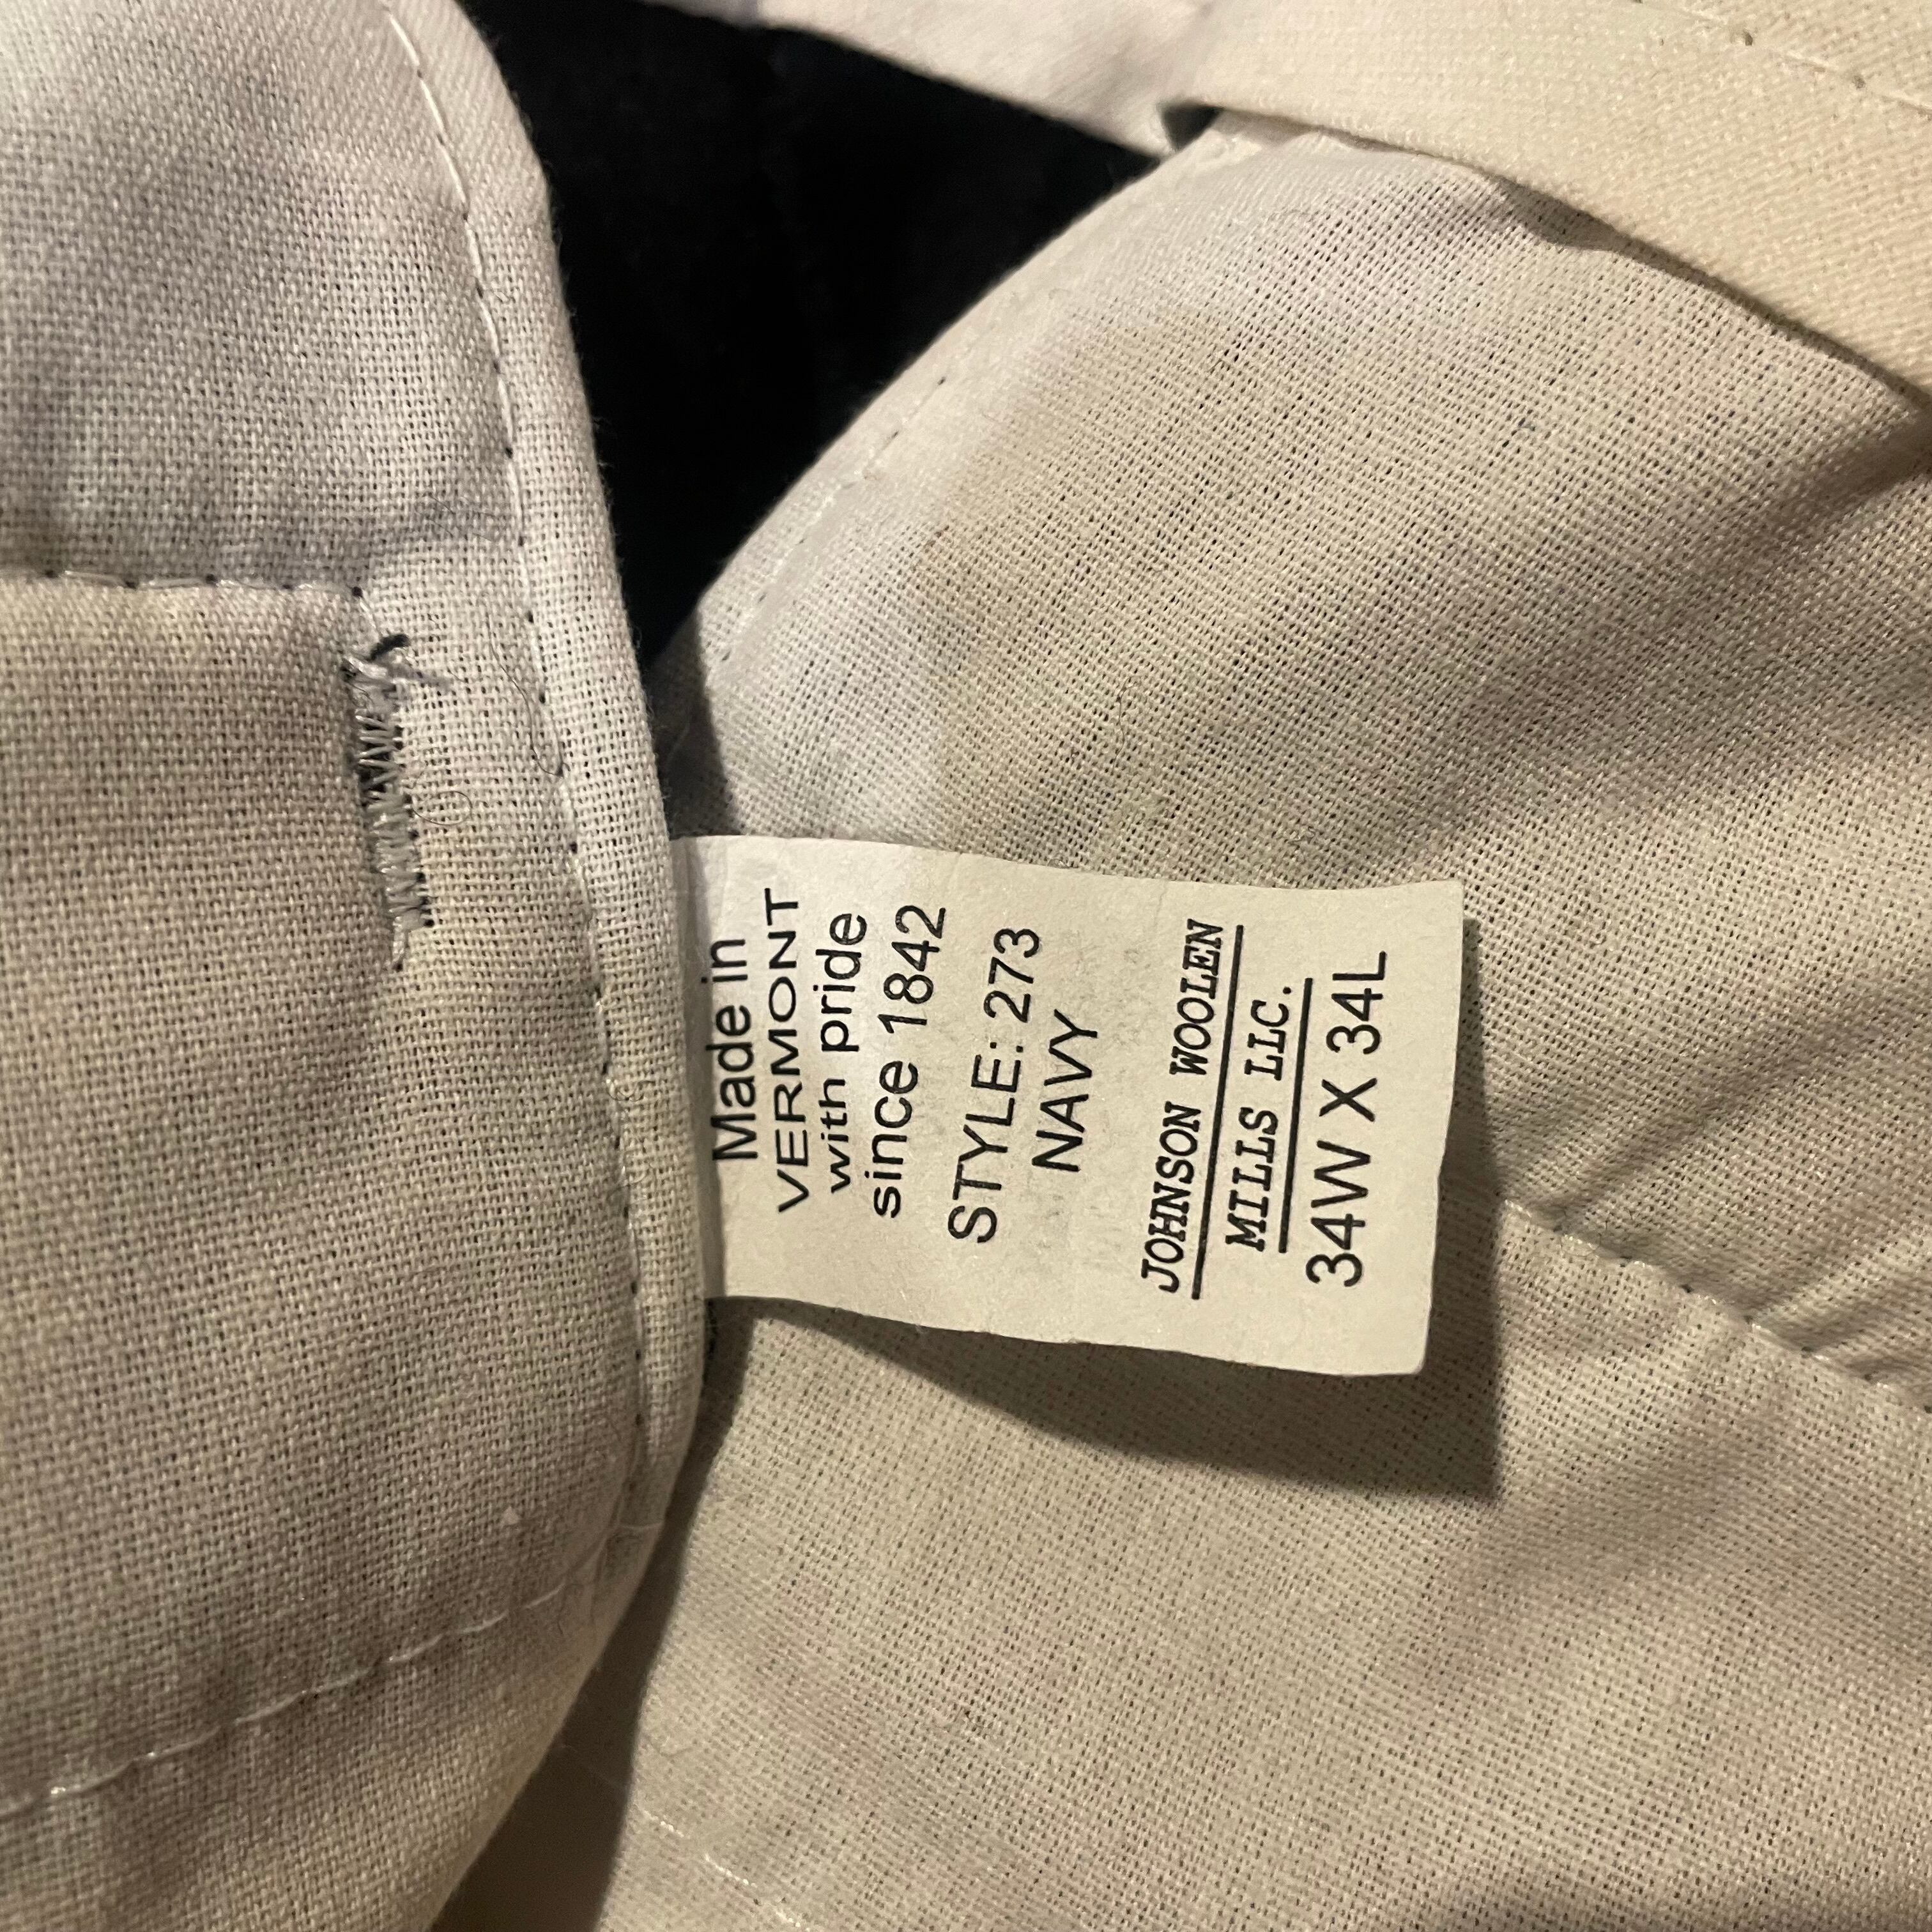 Made in
VERMONT
with pride
since 1842
STYLE: 273
NAVY
JOHNSON WOOLEN
MILLS LLC.
34W X 34L